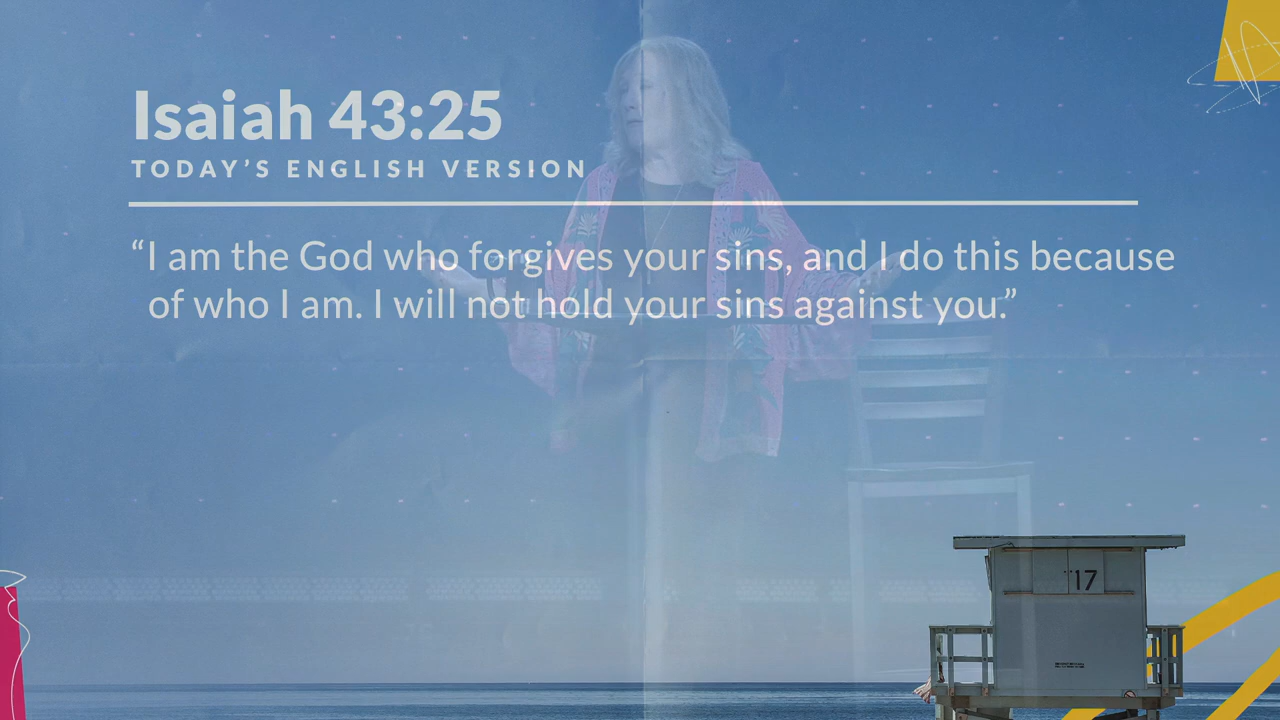 Isaiah 43:25
TODAY’S ENGLISH VERSION
“I am the God who forgives your sins, and I do this because
of who I am. I will not hold your sins against you.”
17